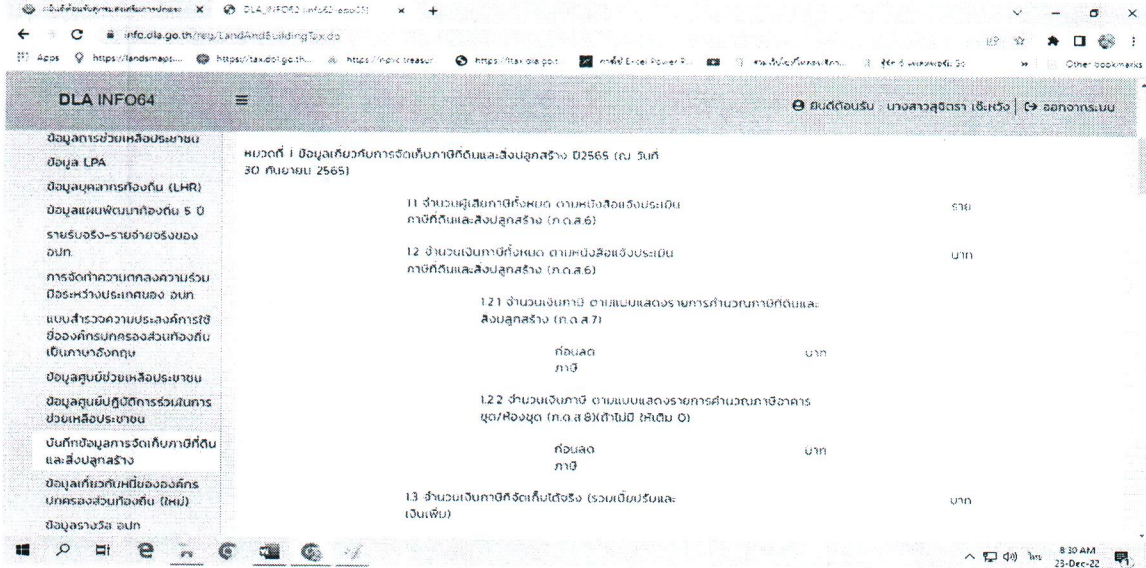 DLA_INFO62 (info62-app05)
info.dla.go.th/reg/LandAndBuildingTax.do
Apps
Other bookmarks
DLA INFO64
ยินดีต้อนรับ : นางสาวสุจิตรา เซ๊ะหวัง ออกจากระบบ
ข้อมูลการช่วยเหลือประชาชน
ข้อมูล LPA
ข้อมูลบุคลากรท้องถิ่น (LHR)
ข้อมูลแผนพัฒนาท้องถิ่น 5 ปี
รายรับจริง-รายจ่ายจริงของ
อปท.
การจัดทำความตกลงความร่วม
มือระหว่างประเทศของ อปท
แบบสำรวจความประสงค์การใช้
ชื่อองค์กรปกครองส่วนท้องถิ่น
เป็นภาษาอังกฤษ
ข้อมูลศูนย์ช่วยเหลือประชาชน
ข้อมูลศูนย์ปฏิบัติการร่วมในการ
ช่วยเหลือประชาชน
บันทึกข้อมูลการจัดเก็บภาษีที่ดิน
และสิ่งปลูกสร้าง
ข้อมูลเกี่ยวกับหนี้ขององค์กร
ปกครองส่วนท้องถิ่น (ใหม่)
ข้อมูลรางวัล อปท
หมวดที่ 1 ข้อมูลเกี่ยวกับการจัดเก็บภาษีที่ดินและสิ่งปลูกสร้าง ปี2565 (ณ วันที่
30 กันยายน 2565)
1.1 จำนวนผู้เสียภาษีทั้งหมด ตามหนังสือแจ้งประเมิน
ภาษีที่ดินและสิ่งปลูกสร้าง (ภ.ด.ส.6)
ราย
1.2 จำนวนเงินภาษีทั้งหมด ตามหนังสือแจ้งประเมิน
ภาษีที่ดินและสิ่งปลูกสร้าง (ภ.ด.ส.6)
บาท
1.2.1 จำนวนเงินภาษี ตามแบบแสดงรายการคำนวณภาษีที่ดินและ
สิ่งปลูกสร้าง (ภ.ด.ส.7)
ก่อนลด
ภาษี
บาท
1.2.2 จำนวนเงินภาษี ตามแบบแสดงรายการคำนวณภาษีอาคาร
ชุด/ห้องชุด (ภ.ด.ส.8)(ถ้าไม่มี ให้เติม 0)
ก่อนลด
ภาษี
บาท
1.3 จำนวนเงินภาษีที่จัดเก็บได้จริง (รวมเบี้ยปรับและ
เงินเพิ่ม)
บาท
ไทย
8:30 AM
23-Dec-22